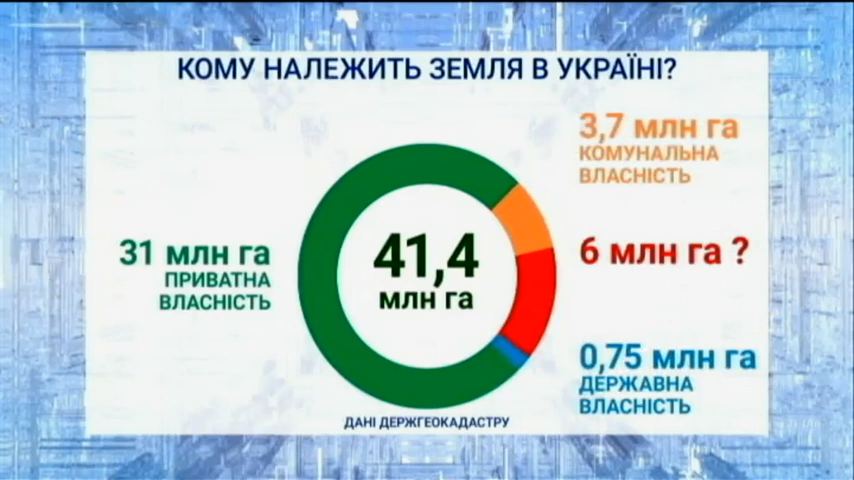 КОМУ НАЛЕЖИТЬ ЗЕМЛЯ В УКРАЇНІ?
3,7 млн га
КОМУНАЛЬНА
ВЛАСНІСТЬ
31 млн га
ПРИВАТНА
ВЛАСНІСТЬ
41,4
млн га
6 млн га ?
0,75 млн га
ДЕРЖАВНА
ВЛАСНІСТЬ
ДАНІ ДЕРЖГЕОКАДАСТРУ